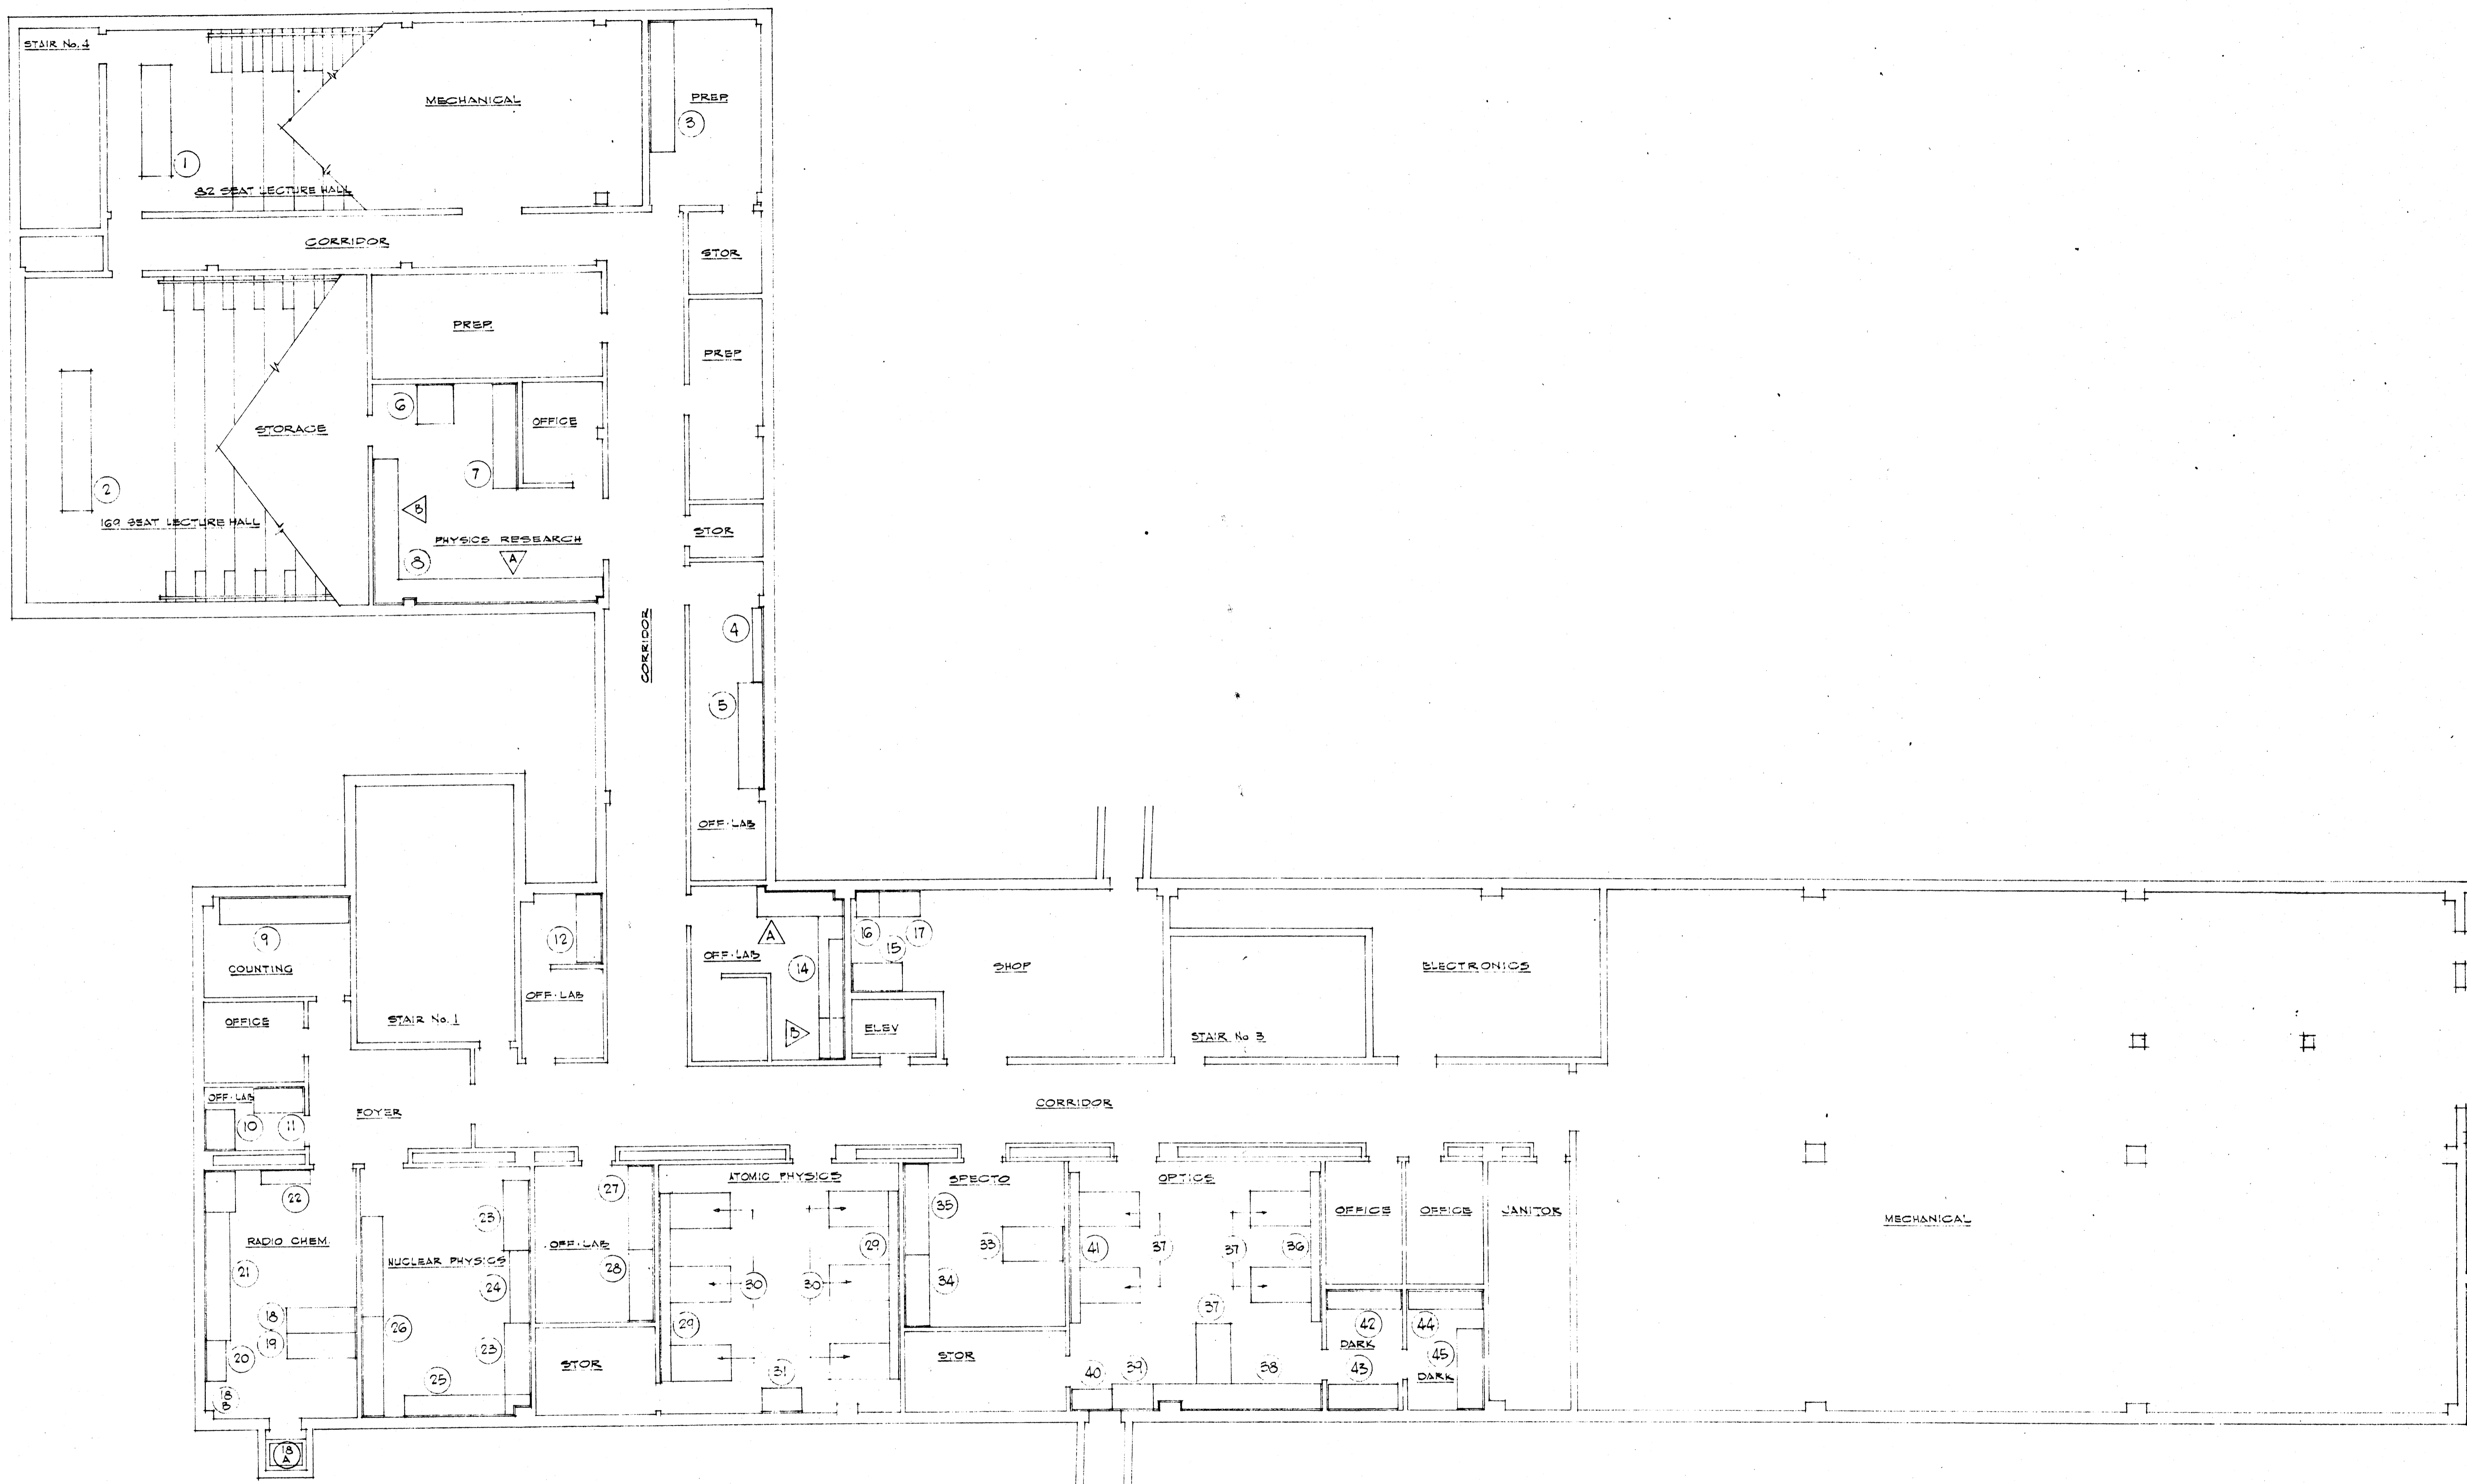 STAIR No. 4
MECHANICAL
PREP.
3
1
82 SEAT LECTURE HALL
CORRIDOR
STOR
PREP.
PREP
6
OFFICE
STORAGE
7
2
B
169 SEAT LECTURE HALL
STOR
PHYSICS RESEARCH
8
A
CORRIDOR
4
5
OFF-LAB
9
12
A
16
17
15
COUNTING
OFF-LAB
14
SHOP
ELECTRONICS
OFF-LAB
OFFICE
STAIR No. 1
B
ELEV
STAIR No 3
OFF-LAB
10
11
FOYER
CORRIDOR
22
27
ATOMIC PHYSICS
SPECTO
OPTICS
35
23
OFFICE
OFFICE
JANITOR
MECHANICAL
RADIO CHEM.
OFF-LAB
29
33
41
37
37
36
NUCLEAR PHYSICS
21
28
24
30
30
34
18
37
26
29
42
44
19
23
DARK
20
STOR
STOR
45
25
31
40
39
38
43
DARK
18
B
18
A